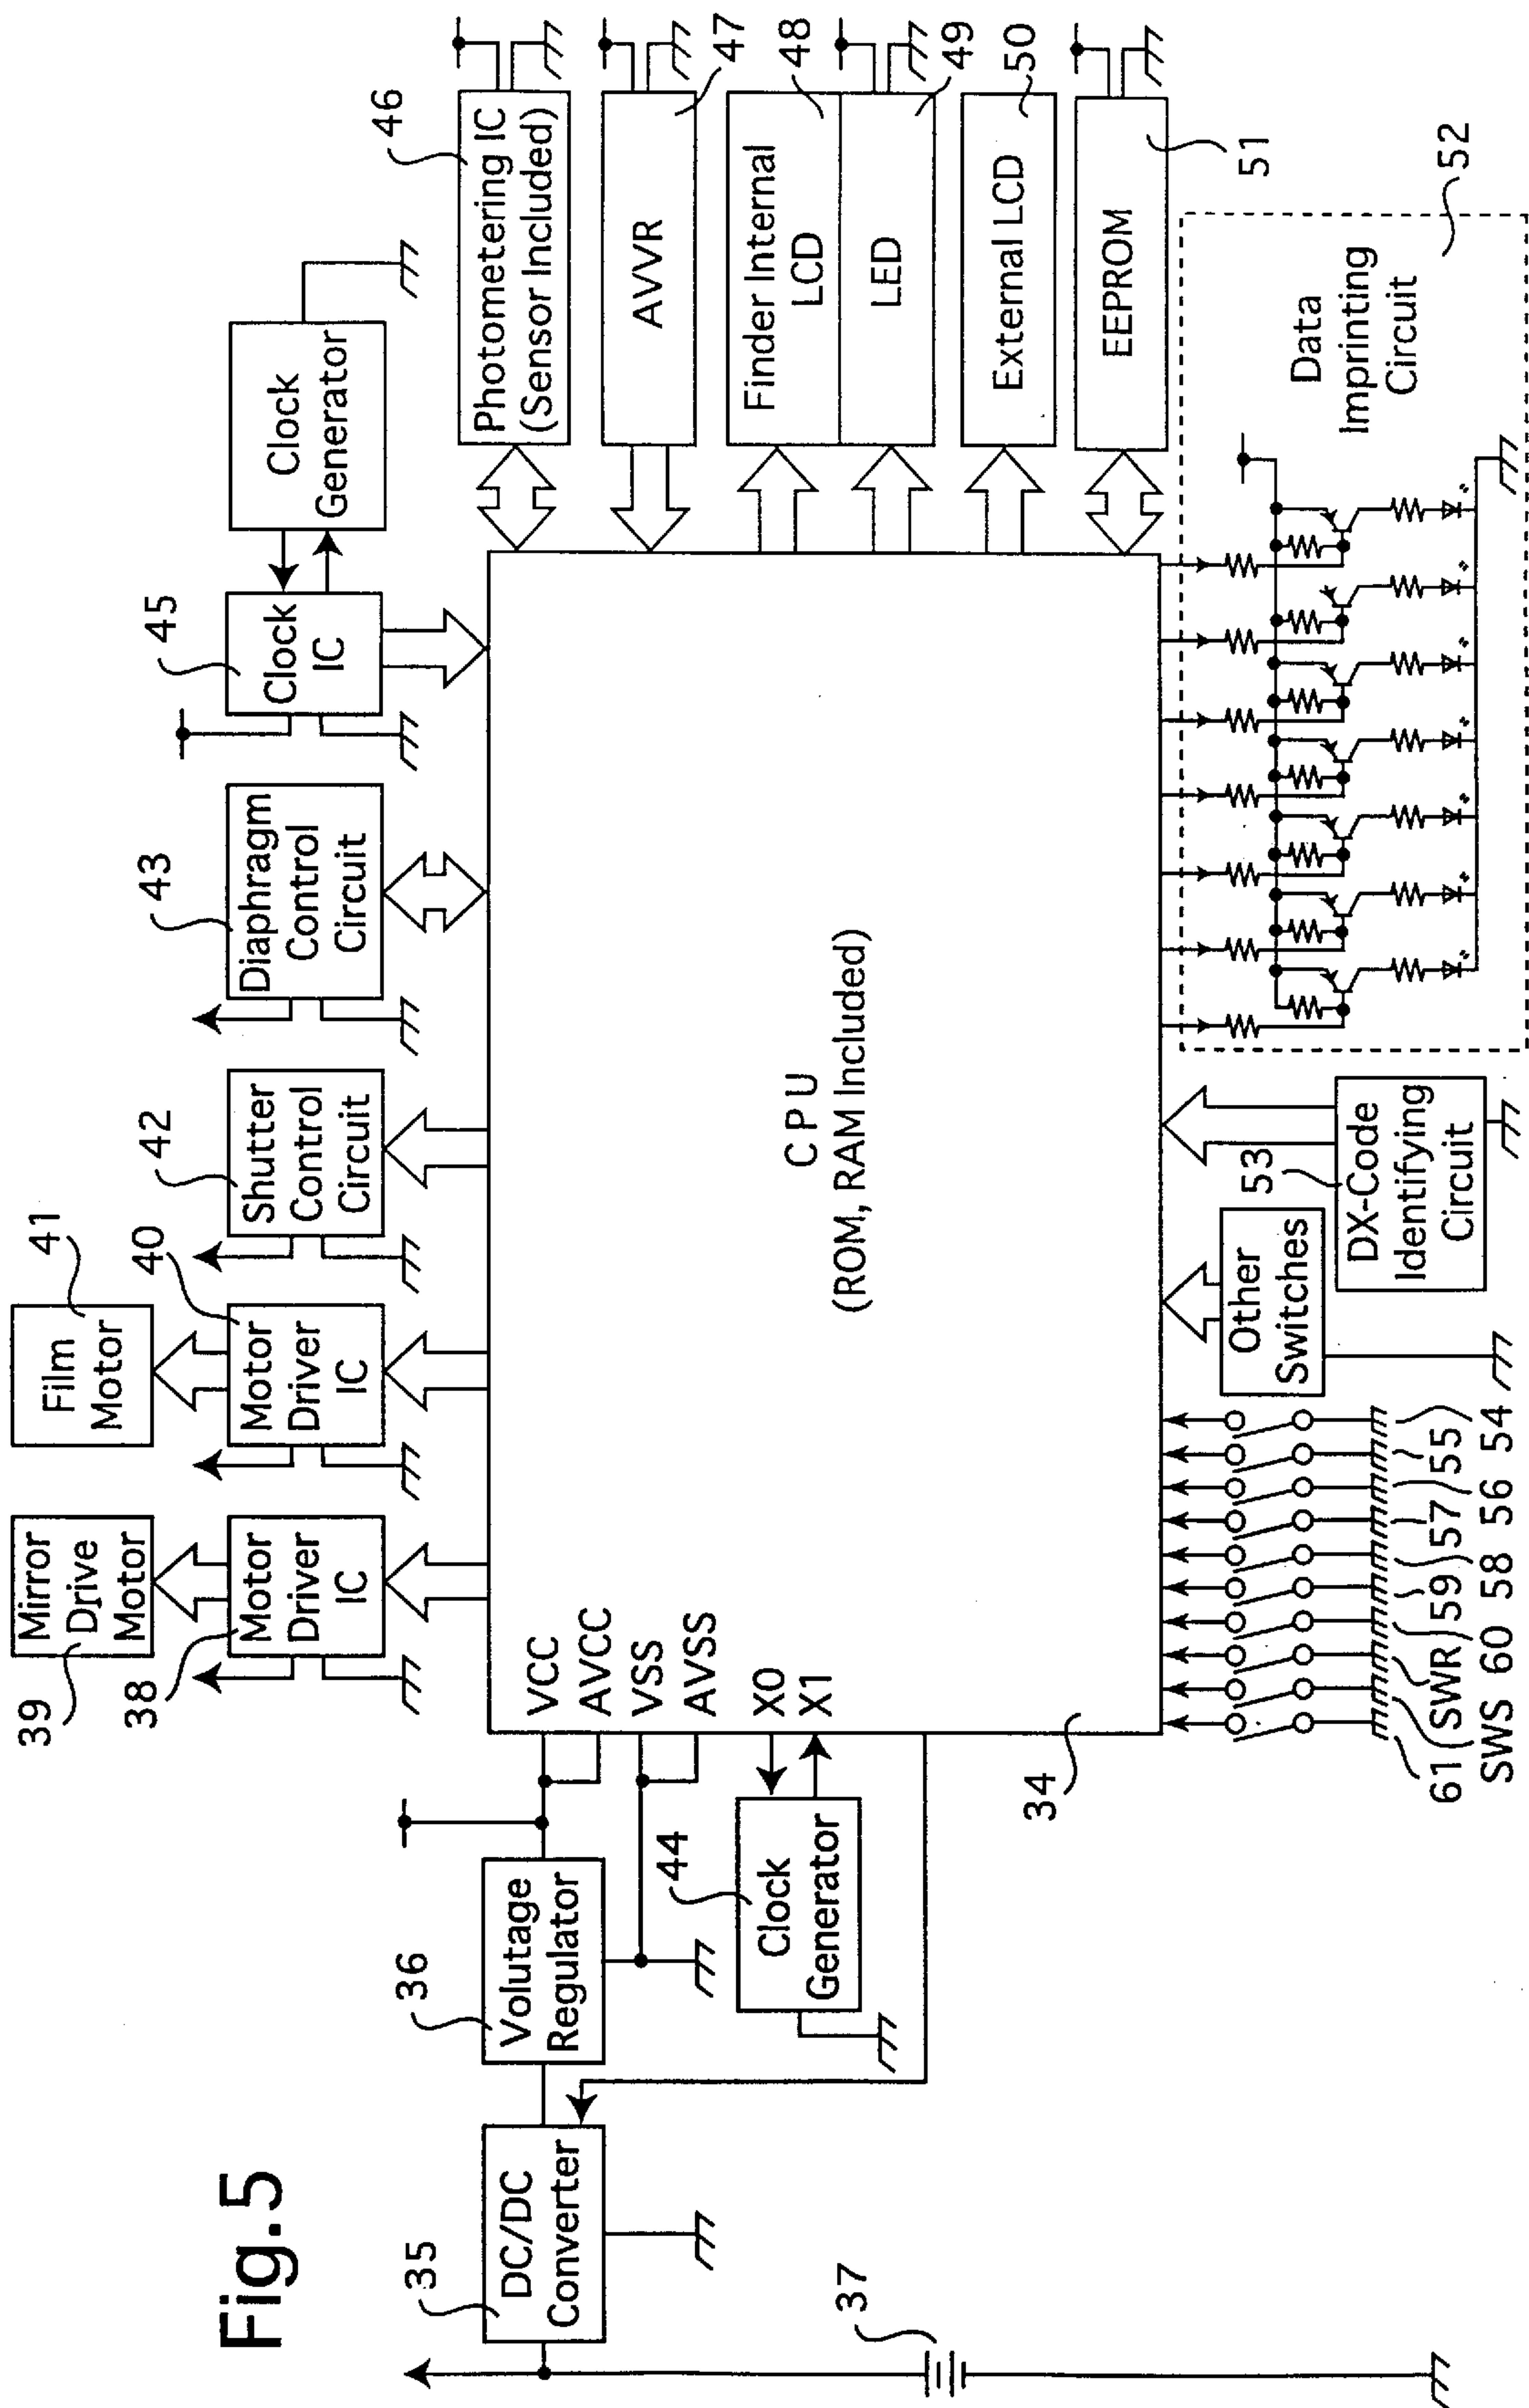 Fig.5
39
Mirror
Drive
Motor
41
Film
Motor
38
Motor
Driver
IC
40
Motor
Driver
IC
42
Shutter
Control
Circuit
43
Diaphragm
Control
Circuit
45
Clock
IC
Clock
Generator
46
Photometering IC
(Sensor Included)
AVVR
47
Finder Internal
LCD
48
LED
49
External LCD
50
EEPROM
51
35
DC/DC
Converter
36
Volutage
Regulator
37
44
Clock
Generator
VCC
AVCC
VSS
AVSS
X0
X1
34
CPU
(ROM, RAM Included)
Data
Imprinting
Circuit
52
Other
Switches
53
DX-Code
Identifying
Circuit
61
SWR
59
57
55
SWS
60
58
56
54